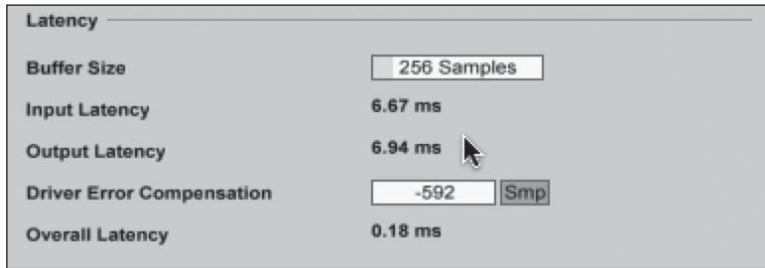 Latency
Buffer Size 256 Samples
Input Latency 6.67 ms
Output Latency 6.94 ms
Driver Error Compensation -592 Smp
Overall Latency 0.18 ms